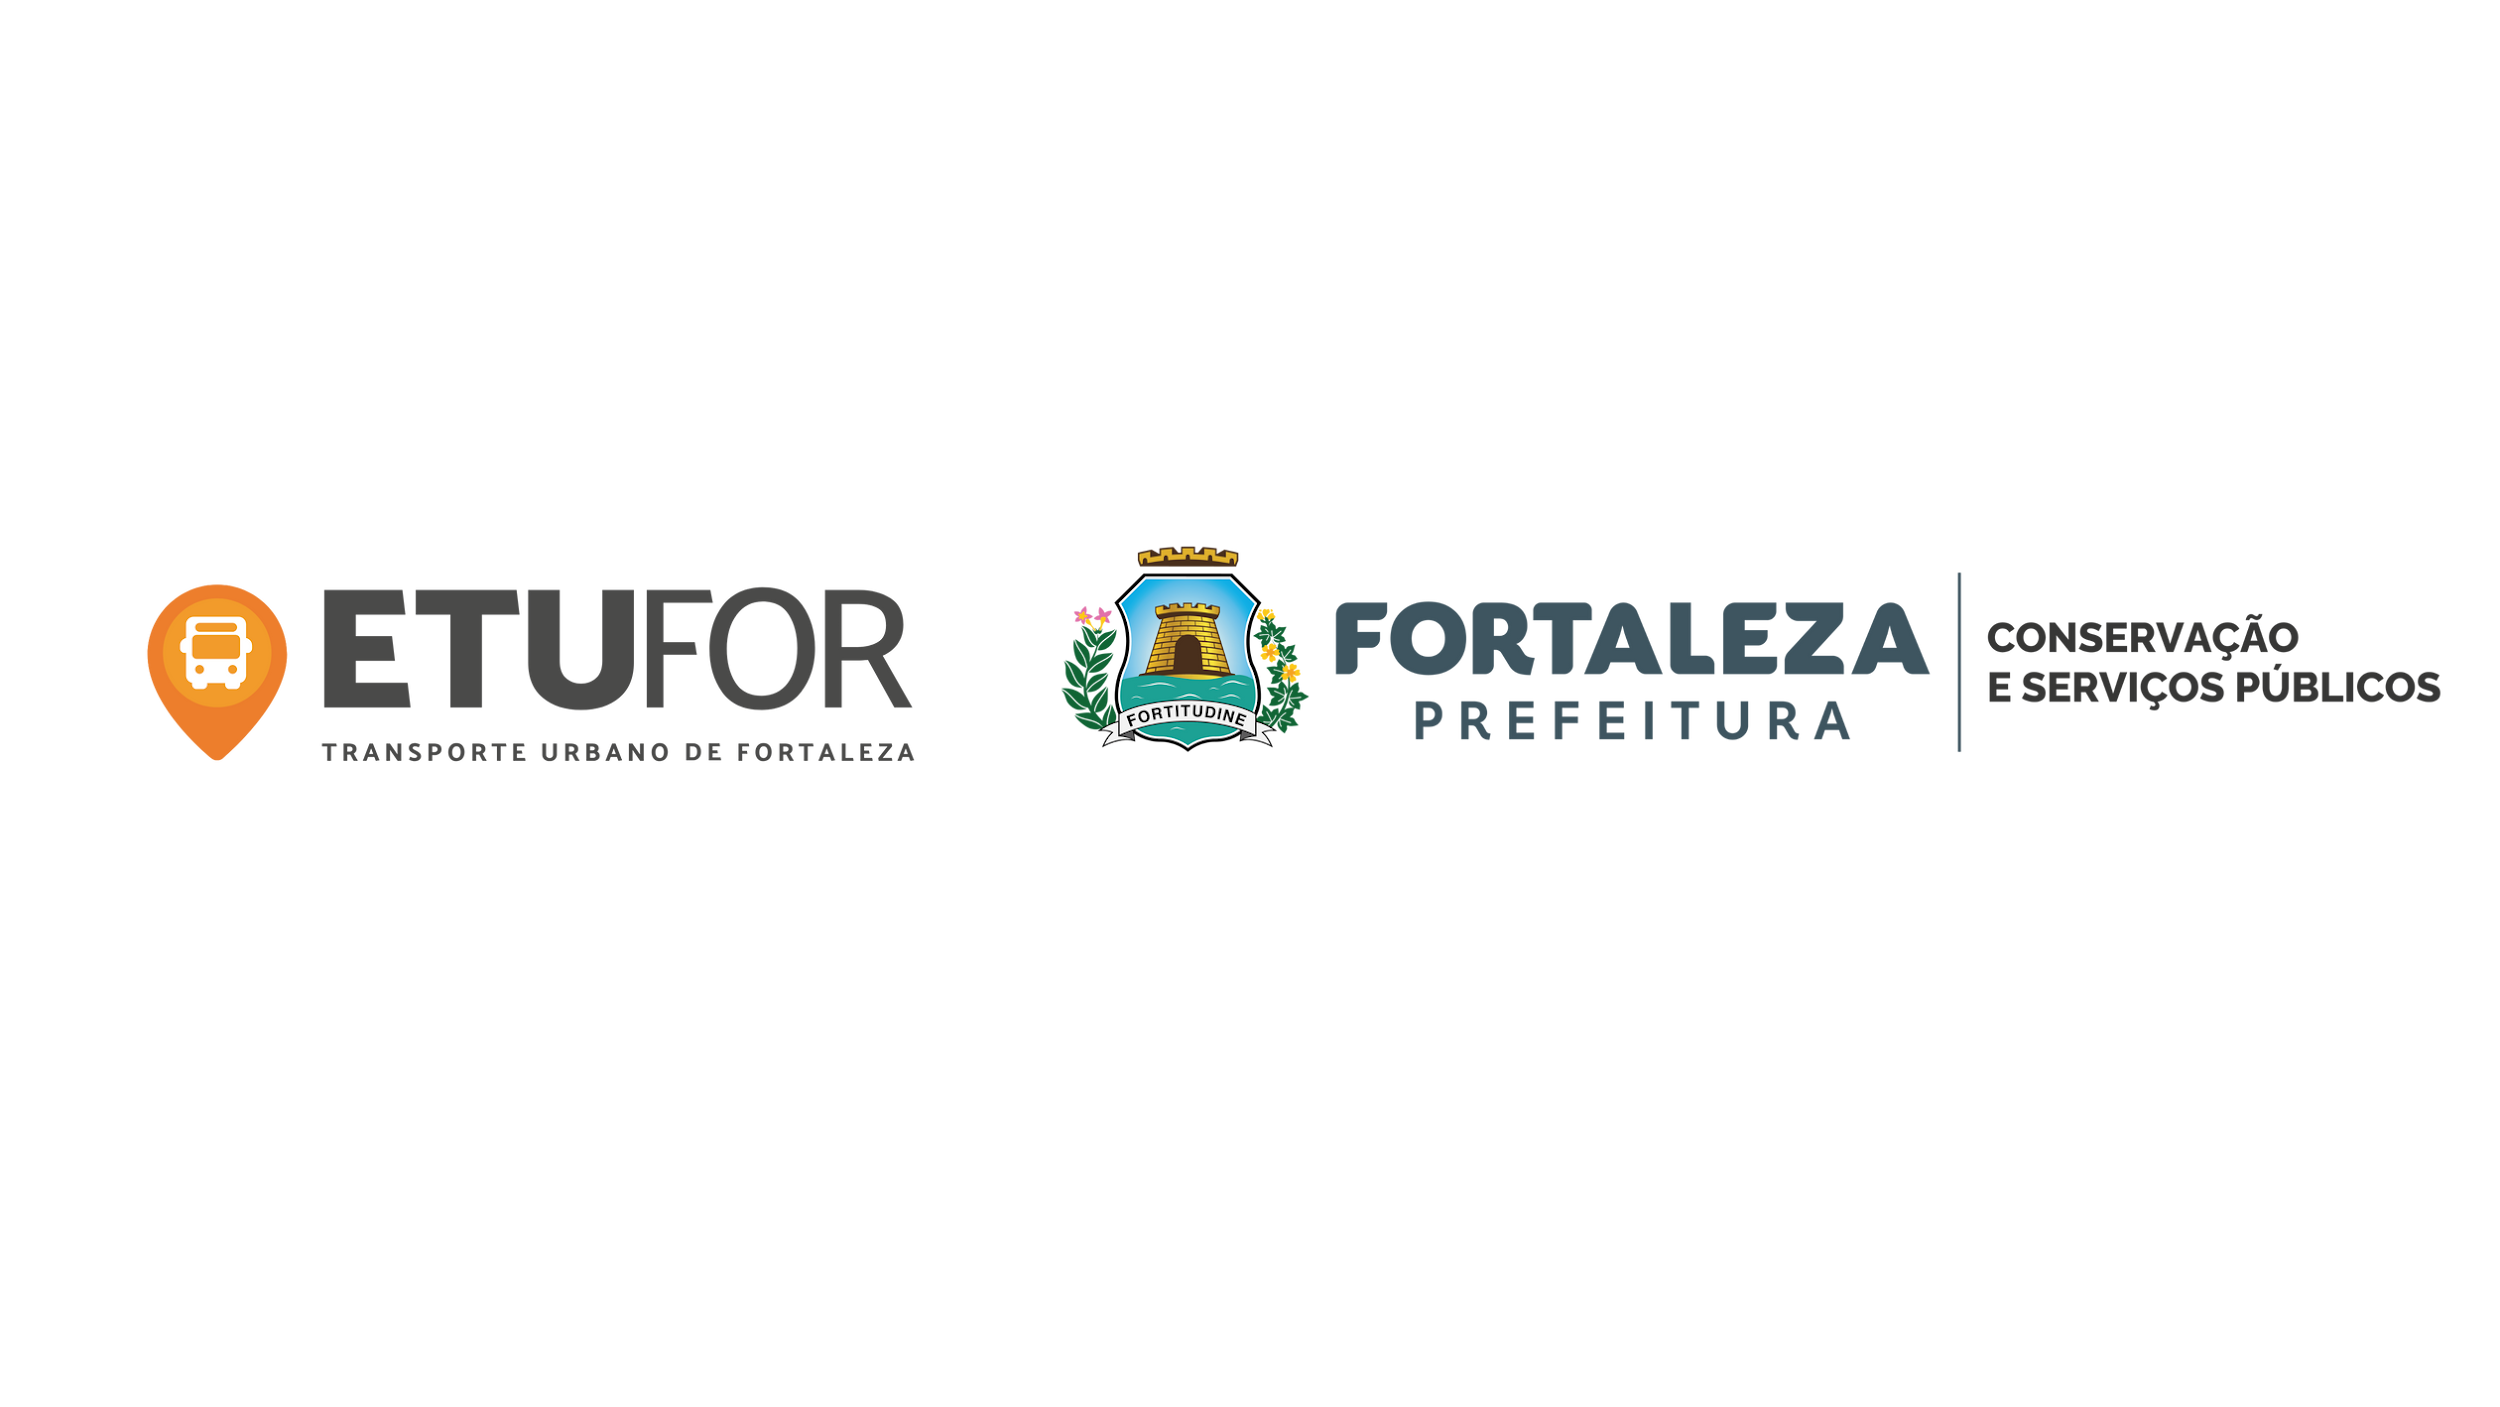 ETUFOR
TRANSPORTE URBANO DE FORTALEZA
FORTITUDINE
FORTALEZA
PREFEITURA
CONSERVAÇÃO
E SERVIÇOS PÚBLICOS